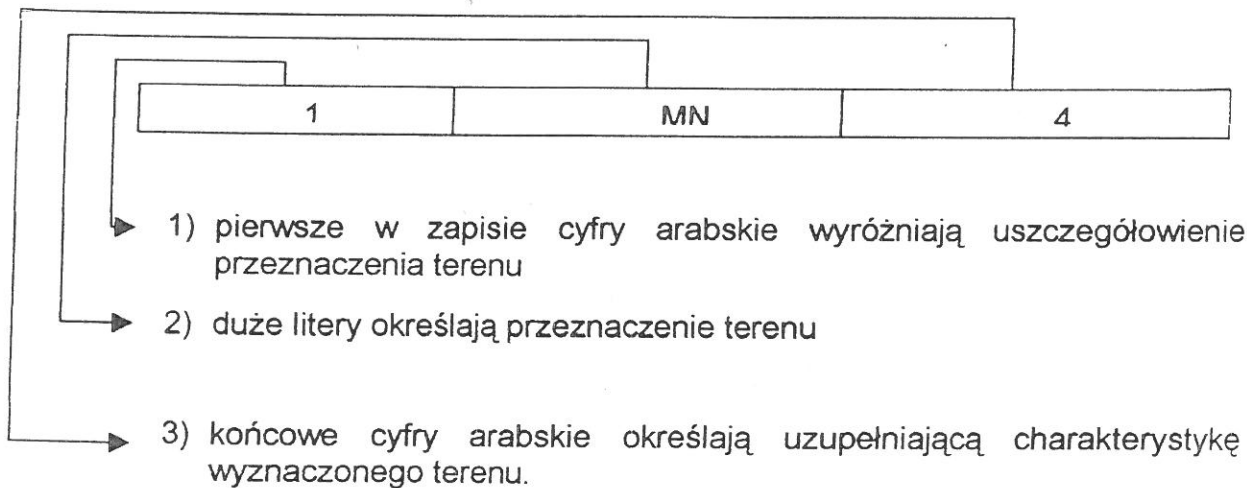 1 MN 4
1) pierwsze w zapisie cyfry arabskie wyróżniają uszczegółowienie
przeznaczenia terenu
2) duże litery określają przeznaczenie terenu
3) końcowe cyfry arabskie określają uzupełniającą charakterystykę
wyznaczonego terenu.